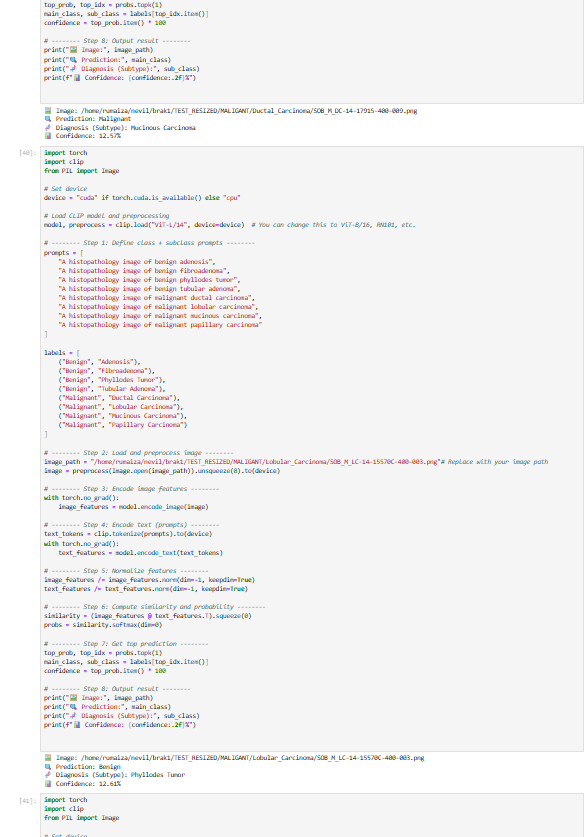 top_prob, top_idx = probs.topk(1)
main_class, sub_class = labels[top_idx.item()]
confidence = top_prob.item() * 100
# -------- Step 8: Output result --------
print("🖼️ Image:", image_path)
print("🔍 Prediction:", main_class)
print("🧬 Diagnosis (Subtype):", sub_class)
print(f"📊 Confidence: {confidence:.2f}%")
🖼️ Image: /home/rumaiza/nevil/brak1/TEST_RESIZED/MALIGANT/Ductal_Carcinoma/SOB_M_DC-14-17915-400-009.png
🔍 Prediction: Malignant
🧬 Diagnosis (Subtype): Mucinous Carcinoma
📊 Confidence: 12.57%
[40]:
import torch
import clip
from PIL import Image
# Set device
device = "cuda" if torch.cuda.is_available() else "cpu"
# Load CLIP model and preprocessing
model, preprocess = clip.load("ViT-L/14", device=device)  # You can change this to ViT-B/16, RN101, etc.
# -------- Step 1: Define class + subclass prompts --------
prompts = [
"A histopathology image of benign adenosis",
"A histopathology image of benign fibroadenoma",
"A histopathology image of benign phyllodes tumor",
"A histopathology image of benign tubular adenoma",
"A histopathology image of malignant ductal carcinoma",
"A histopathology image of malignant lobular carcinoma",
"A histopathology image of malignant mucinous carcinoma",
"A histopathology image of malignant papillary carcinoma"
]
labels = [
("Benign", "Adenosis"),
("Benign", "Fibroadenoma"),
("Benign", "Phyllodes Tumor"),
("Benign", "Tubular Adenoma"),
("Malignant", "Ductal Carcinoma"),
("Malignant", "Lobular Carcinoma"),
("Malignant", "Mucinous Carcinoma"),
("Malignant", "Papillary Carcinoma")
]
# -------- Step 2: Load and preprocess image --------
image_path = "/home/rumaiza/nevil/brak1/TEST_RESIZED/MALIGANT/Lobular_Carcinoma/SOB_M_LC-14-15570C-400-003.png"# Replace with your image path
image = preprocess(Image.open(image_path)).unsqueeze(0).to(device)
# -------- Step 3: Encode image features --------
with torch.no_grad():
image_features = model.encode_image(image)
# -------- Step 4: Encode text (prompts) --------
text_tokens = clip.tokenize(prompts).to(device)
with torch.no_grad():
text_features = model.encode_text(text_tokens)
# -------- Step 5: Normalize features --------
image_features /= image_features.norm(dim=-1, keepdim=True)
text_features /= text_features.norm(dim=-1, keepdim=True)
# -------- Step 6: Compute similarity and probability --------
similarity = (image_features @ text_features.T).squeeze(0)
probs = similarity.softmax(dim=0)
# -------- Step 7: Get top prediction --------
top_prob, top_idx = probs.topk(1)
main_class, sub_class = labels[top_idx.item()]
confidence = top_prob.item() * 100
# -------- Step 8: Output result --------
print("🖼️ Image:", image_path)
print("🔍 Prediction:", main_class)
print("🧬 Diagnosis (Subtype):", sub_class)
print(f"📊 Confidence: {confidence:.2f}%")
🖼️ Image: /home/rumaiza/nevil/brak1/TEST_RESIZED/MALIGANT/Lobular_Carcinoma/SOB_M_LC-14-15570C-400-003.png
🔍 Prediction: Benign
🧬 Diagnosis (Subtype): Phyllodes Tumor
📊 Confidence: 12.61%
[41]:
import torch
import clip
from PIL import Image
# Set device